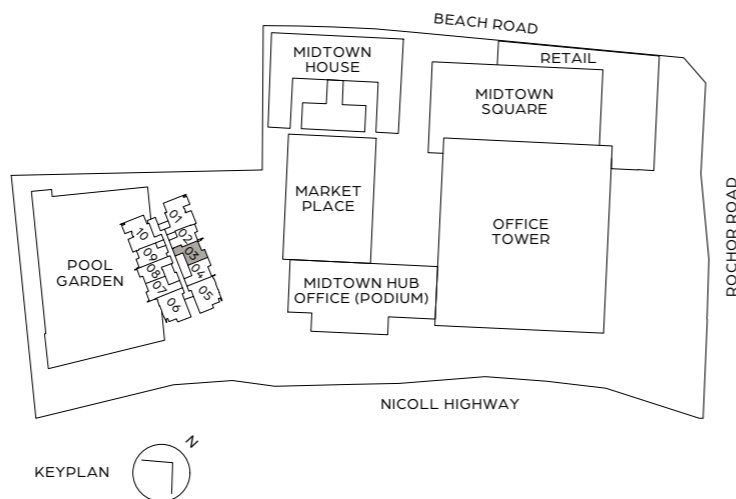 BEACH ROAD
MIDTOWN
HOUSE
RETAIL
MIDTOWN
SQUARE
ROCHOR ROAD
MARKET
PLACE
OFFICE
TOWER
01
02
03
04
05
10
09
08
07
06
POOL
GARDEN
MIDTOWN HUB
OFFICE (PODIUM)
NICOLL HIGHWAY
N
KEYPLAN